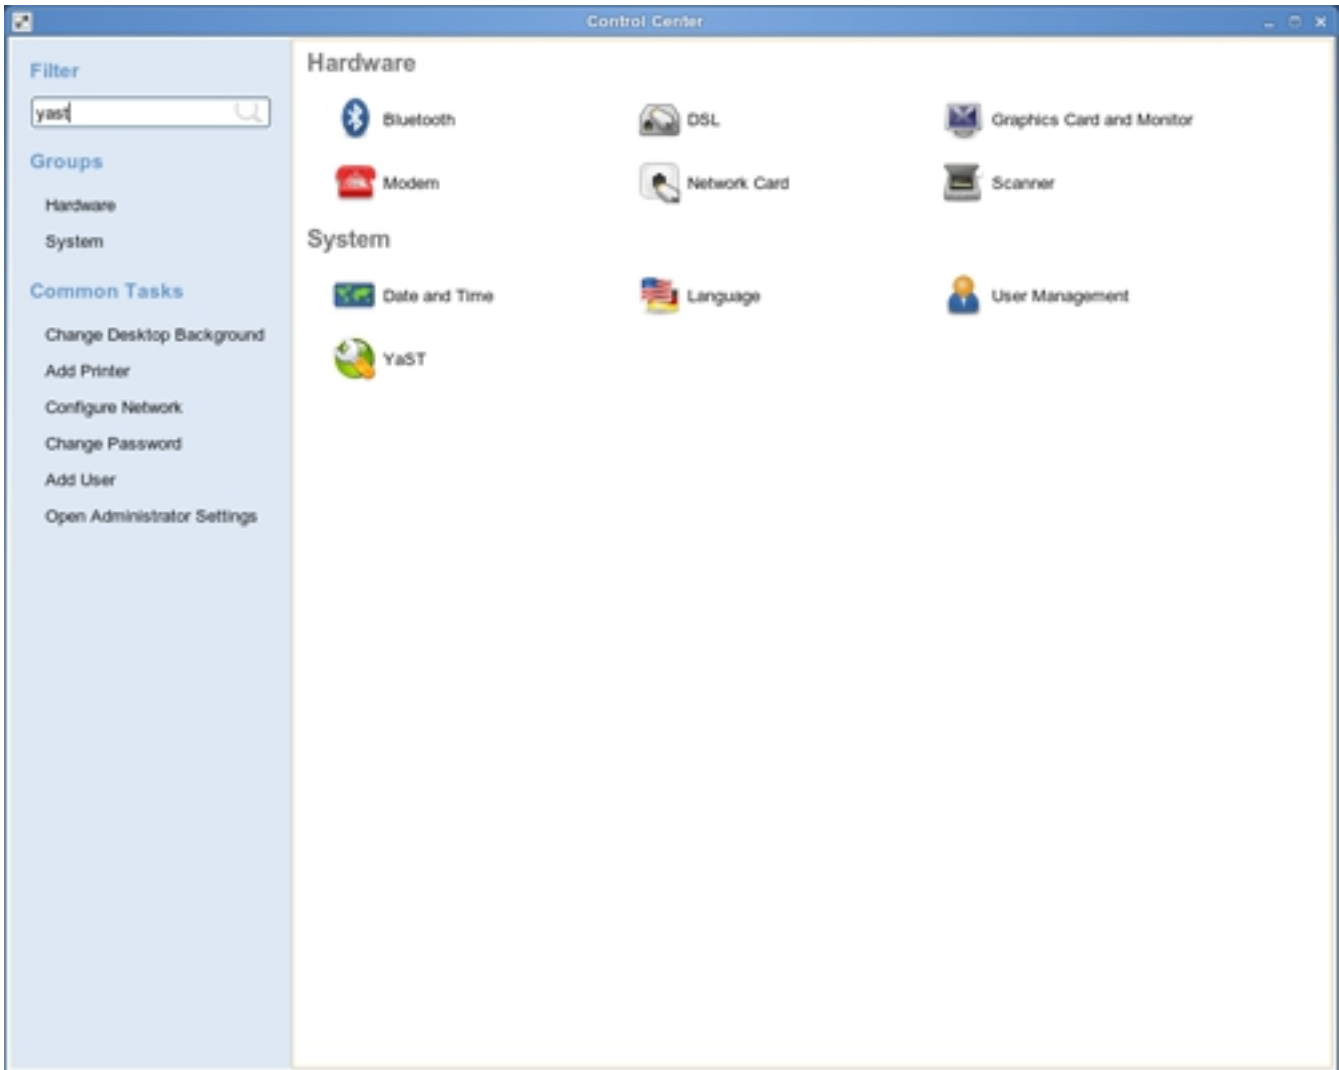 Control Center
Filter
yast
Groups
Hardware
System
Common Tasks
Change Desktop Background
Add Printer
Configure Network
Change Password
Add User
Open Administrator Settings
Hardware
Bluetooth
DSL
Graphics Card and Monitor
Modem
Network Card
Scanner
System
Date and Time
Language
User Management
YaST